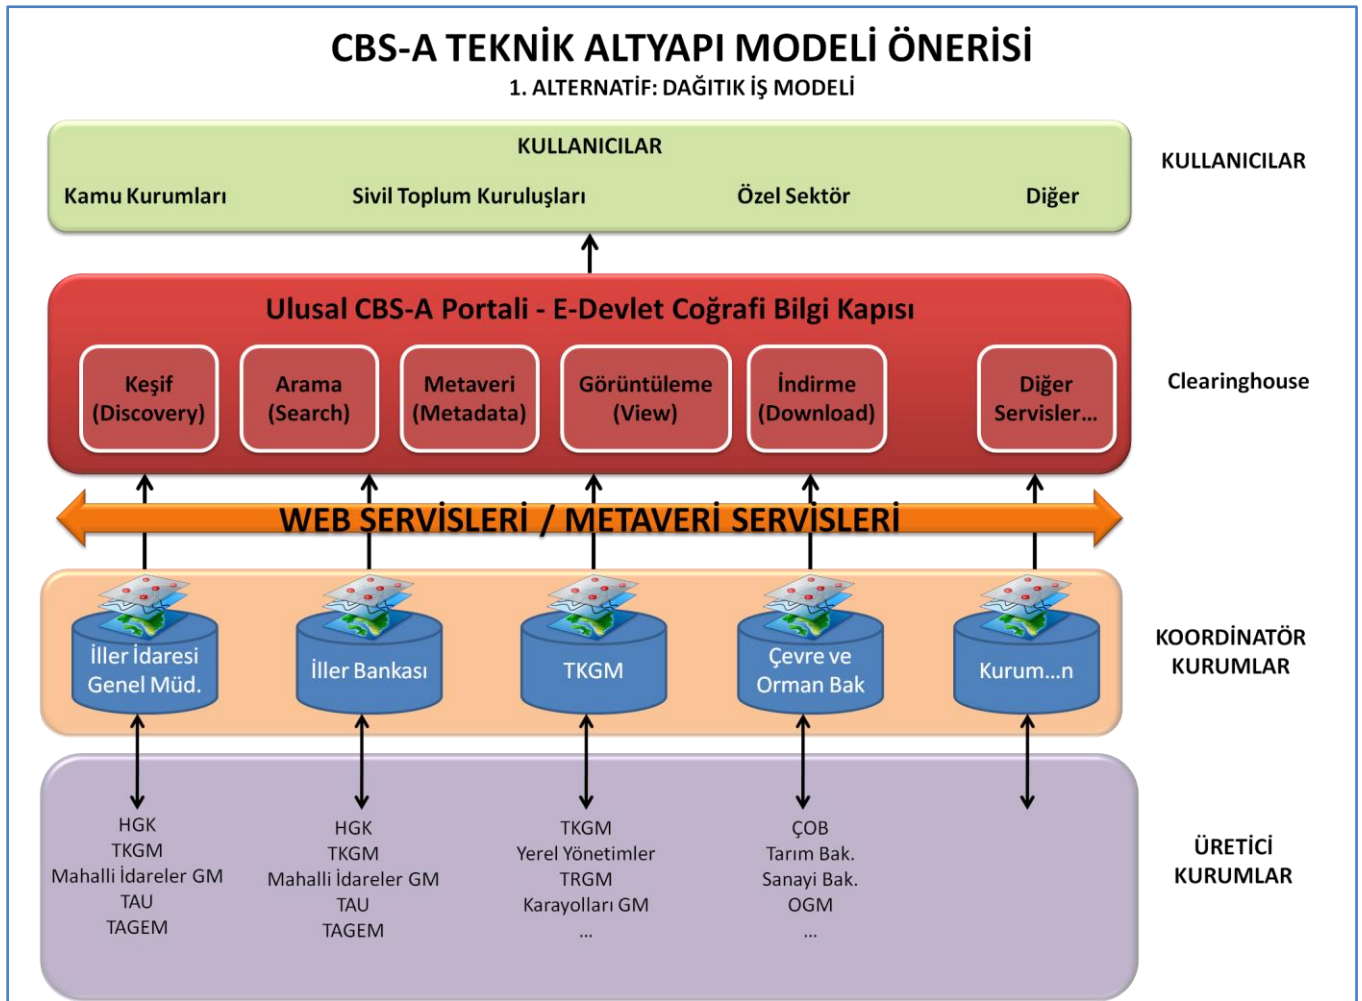 CBS-A TEKNİK ALTYAPI MODELİ ÖNERİSİ
1. ALTERNATİF: DAĞITIK İŞ MODELİ
KULLANICILAR
Kamu Kurumları
Sivil Toplum Kuruluşları
Özel Sektör
Diğer
KULLANICILAR
Ulusal CBS-A Portali - E-Devlet Coğrafi Bilgi Kapısı
Keşif
(Discovery)
Arama
(Search)
Metaveri
(Metadata)
Görüntüleme
(View)
İndirme
(Download)
Diğer
Servisler...
Clearinghouse
WEB SERVİSLERİ / METAVERİ SERVİSLERİ
İller İdaresi
Genel Müd.
İller Bankası
TKGM
Çevre ve
Orman Bak
Kurum...n
KOORDİNATÖR
KURUMLAR
HGK
TKGM
Mahalli İdareler GM
TAU
TAGEM
HGK
TKGM
Mahalli İdareler GM
TAU
TAGEM
TKGM
Yerel Yönetimler
TRGM
Karayolları GM
...
ÇOB
Tarım Bak.
Sanayi Bak.
OGM
...
ÜRETİCİ
KURUMLAR